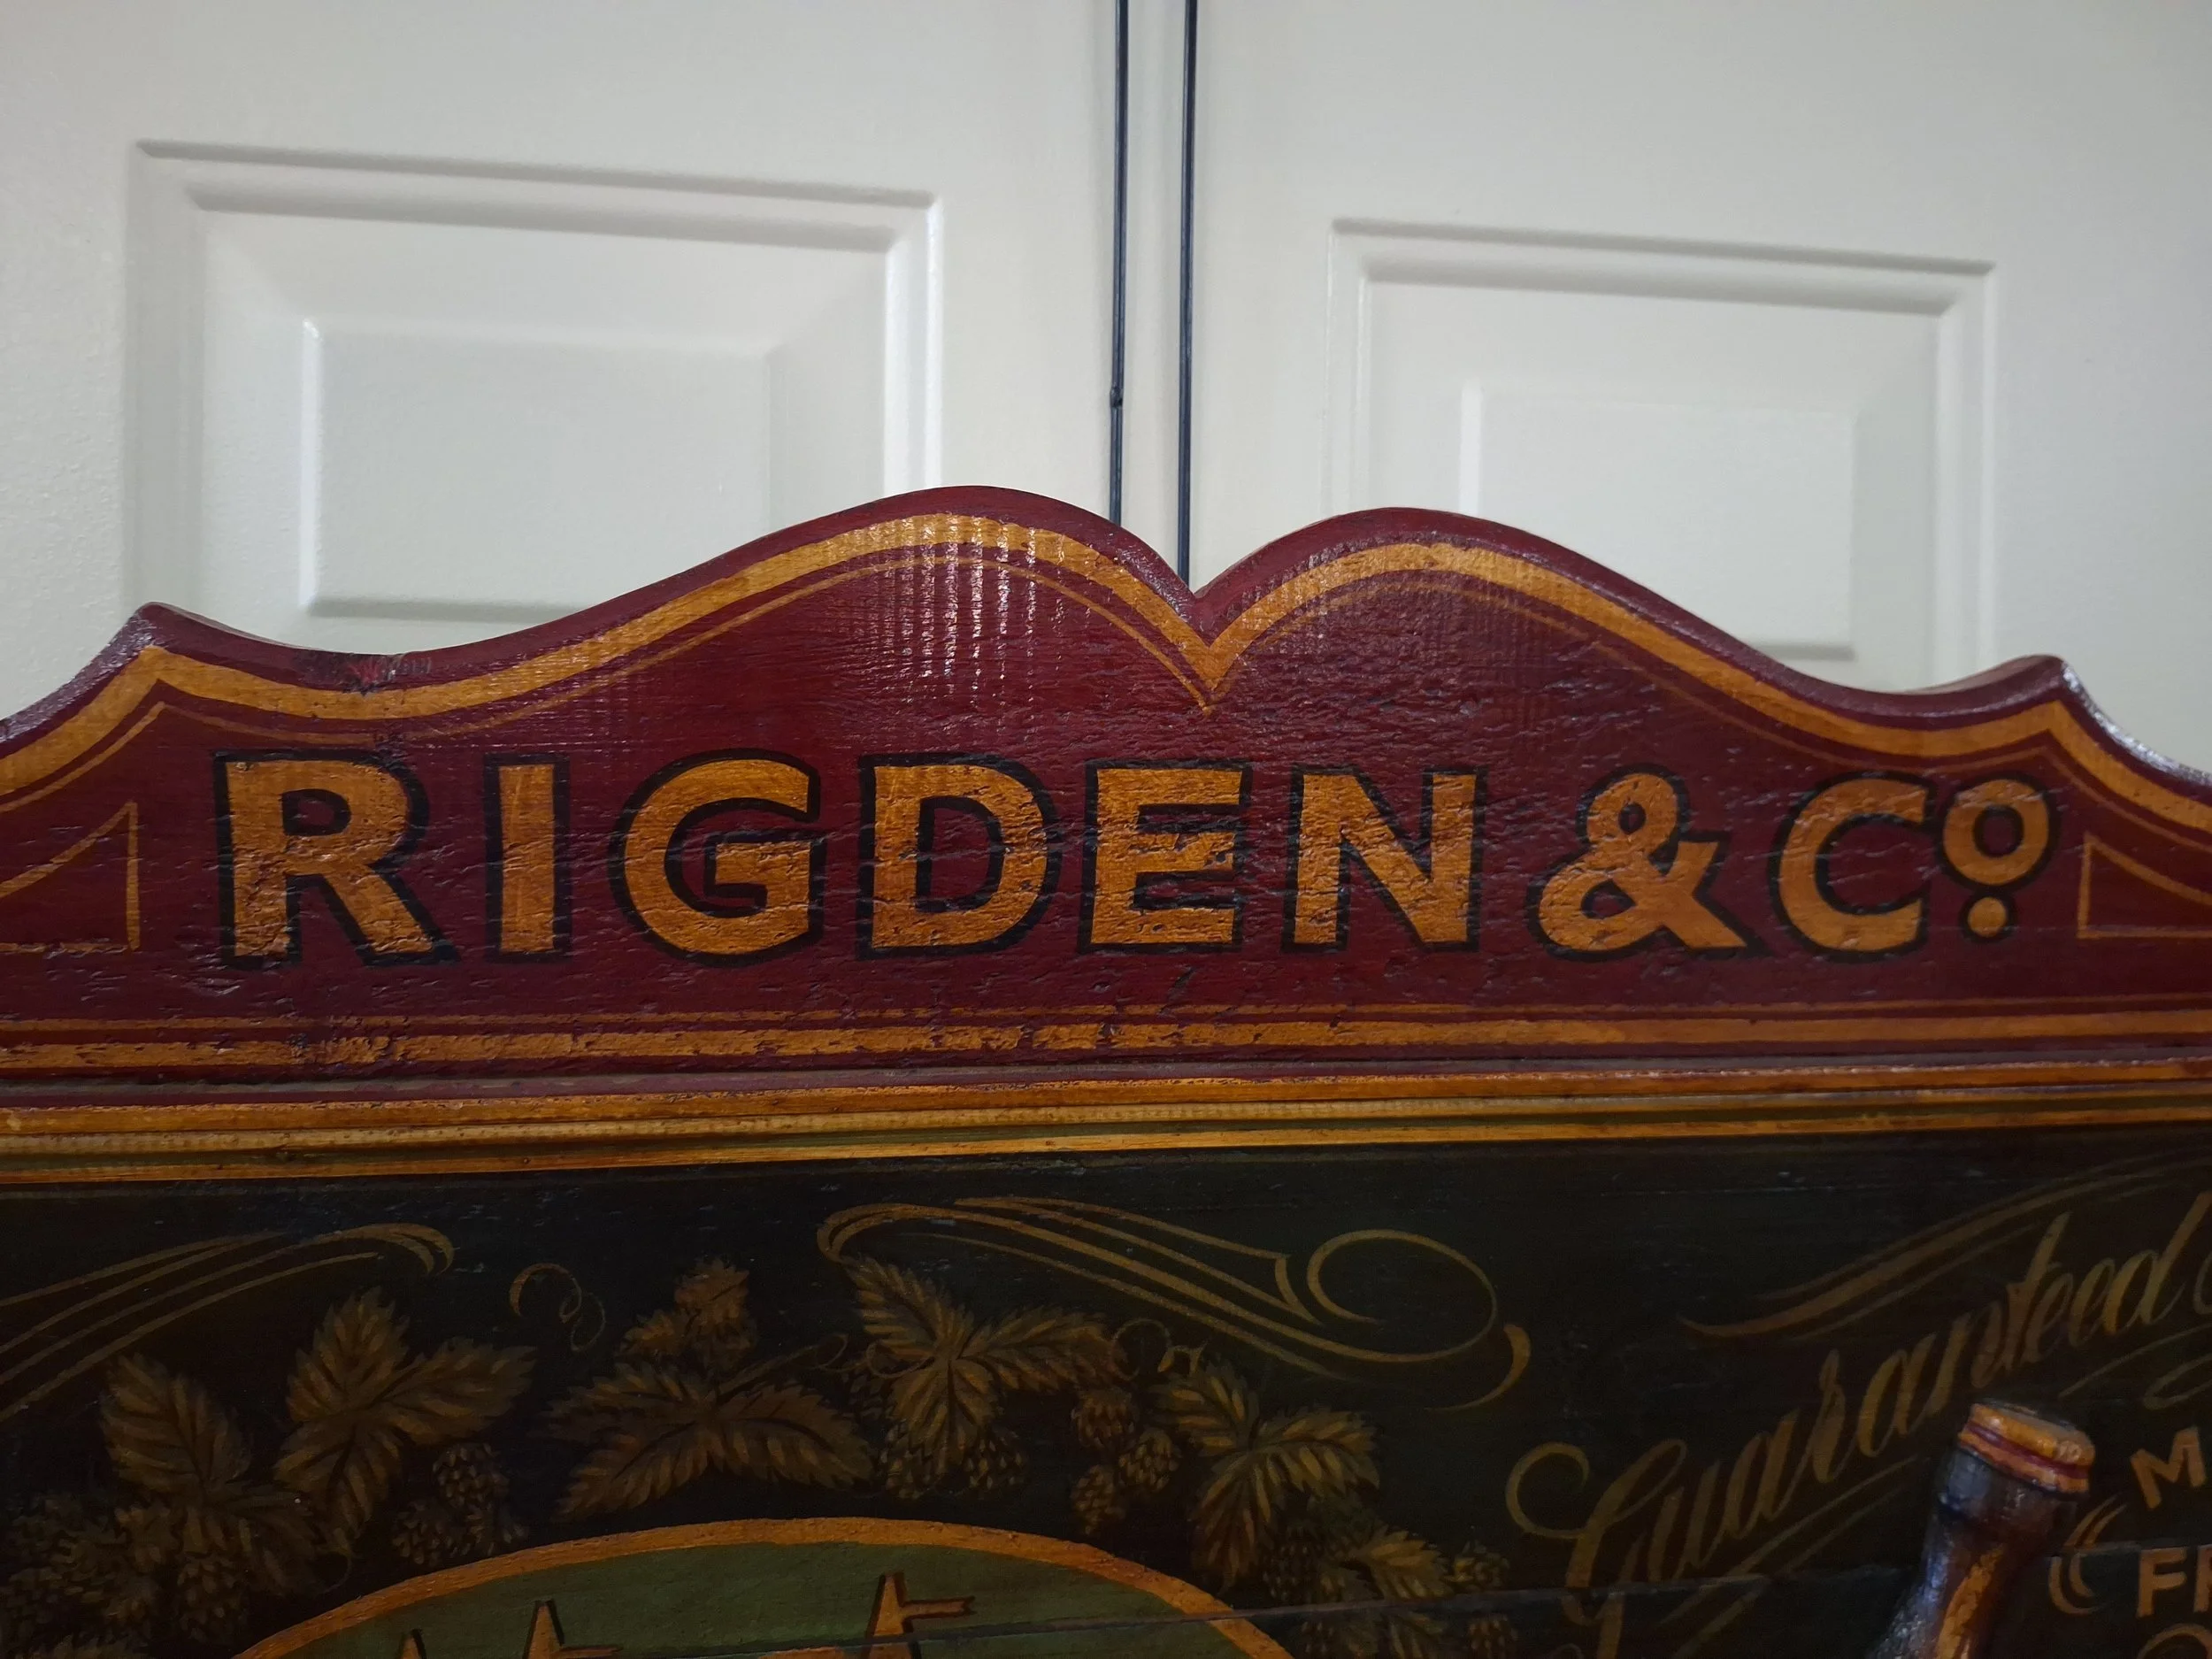 RIGDEN & Co
Guaranteed